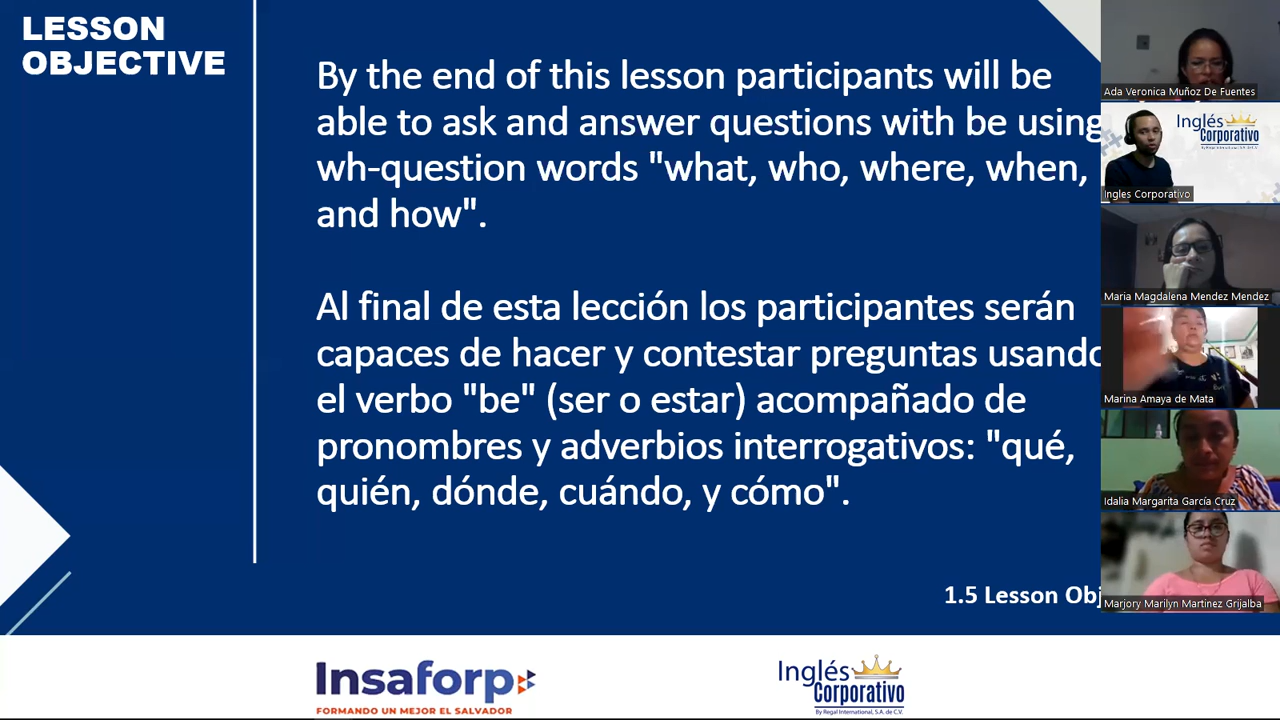 LESSON
OBJECTIVE
By the end of this lesson participants will be
able to ask and answer questions with be using
wh-question words "what, who, where, when,
and how".
Al final de esta lección los participantes serán
capaces de hacer y contestar preguntas usando
el verbo "be" (ser o estar) acompañado de
pronombres y adverbios interrogativos: "qué,
quién, dónde, cuándo, y cómo".
1.5 Lesson Obj
Insaforp
FORMANDO UN MEJOR EL SALVADOR
Inglés
Corporativo
By Regal International, S.A. de C.V.
Ada Veronica Muñoz De Fuentes
Inglés
Corporativo
Ingles Corporativo
Maria Magdalena Mendez Mendez
Marina Amaya de Mata
Idalia Margarita García Cruz
Marjory Marilyn Martinez Grijalba